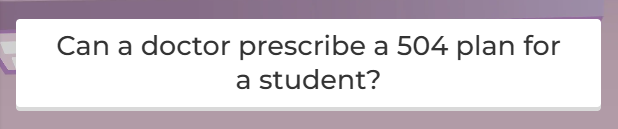 Can a doctor prescribe a 504 plan for
a student?